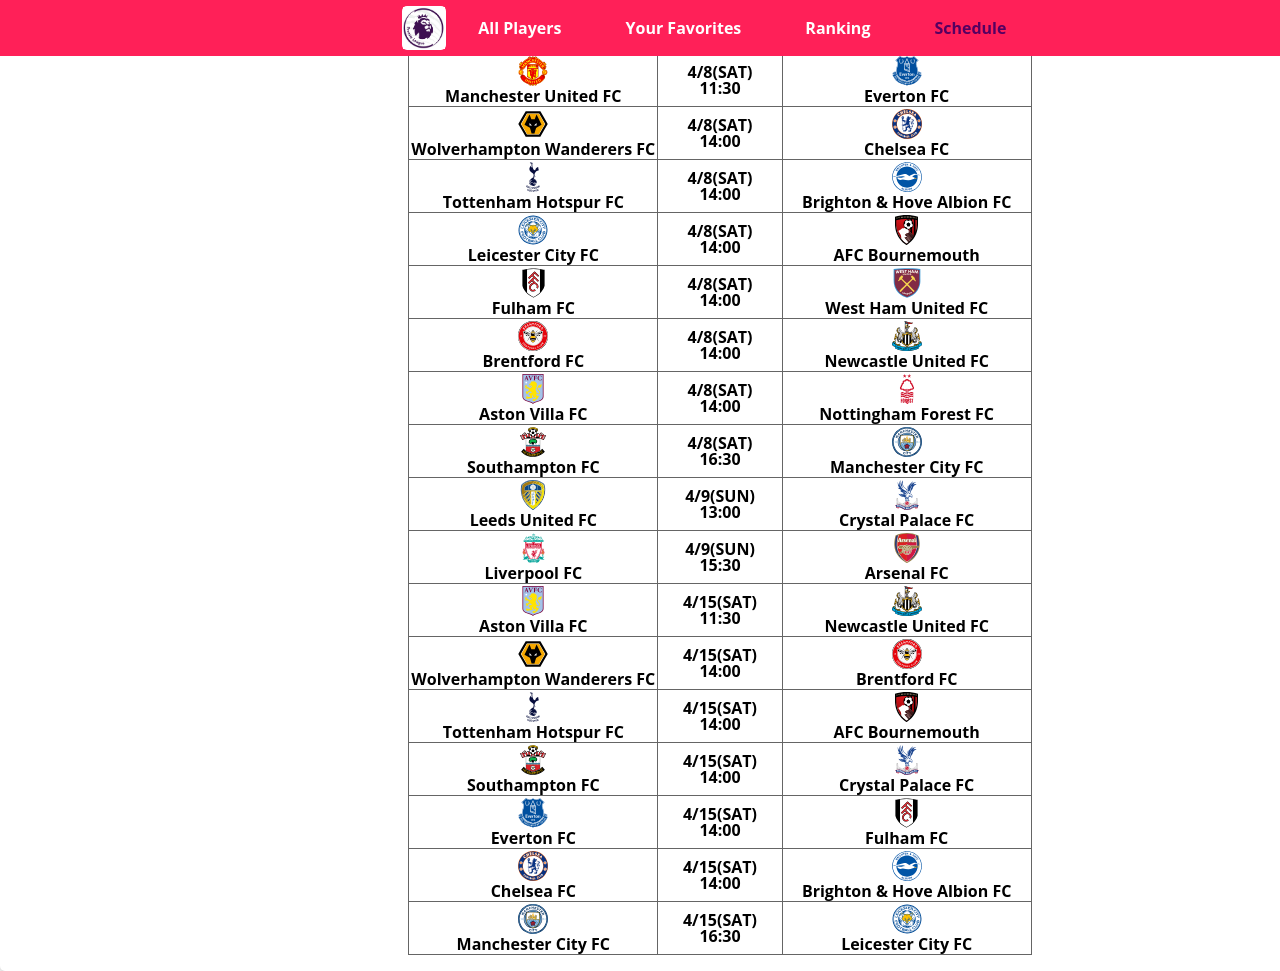 All Players Your Favorites Ranking Schedule
4/8(SAT)
11:30
Manchester United FC Everton FC
4/8(SAT)
14:00
Wolverhampton Wanderers FC Chelsea FC
4/8(SAT)
14:00
Tottenham Hotspur FC Brighton & Hove Albion FC
4/8(SAT)
14:00
Leicester City FC AFC Bournemouth
4/8(SAT)
14:00
Fulham FC West Ham United FC
4/8(SAT)
14:00
Brentford FC Newcastle United FC
4/8(SAT)
14:00
Aston Villa FC Nottingham Forest FC
4/8(SAT)
16:30
Southampton FC Manchester City FC
4/9(SUN)
13:00
Leeds United FC Crystal Palace FC
4/9(SUN)
15:30
Liverpool FC Arsenal FC
4/15(SAT)
11:30
Aston Villa FC Newcastle United FC
4/15(SAT)
14:00
Wolverhampton Wanderers FC Brentford FC
4/15(SAT)
14:00
Tottenham Hotspur FC AFC Bournemouth
4/15(SAT)
14:00
Southampton FC Crystal Palace FC
4/15(SAT)
14:00
Everton FC Fulham FC
4/15(SAT)
14:00
Chelsea FC Brighton & Hove Albion FC
4/15(SAT)
16:30
Manchester City FC Leicester City FC